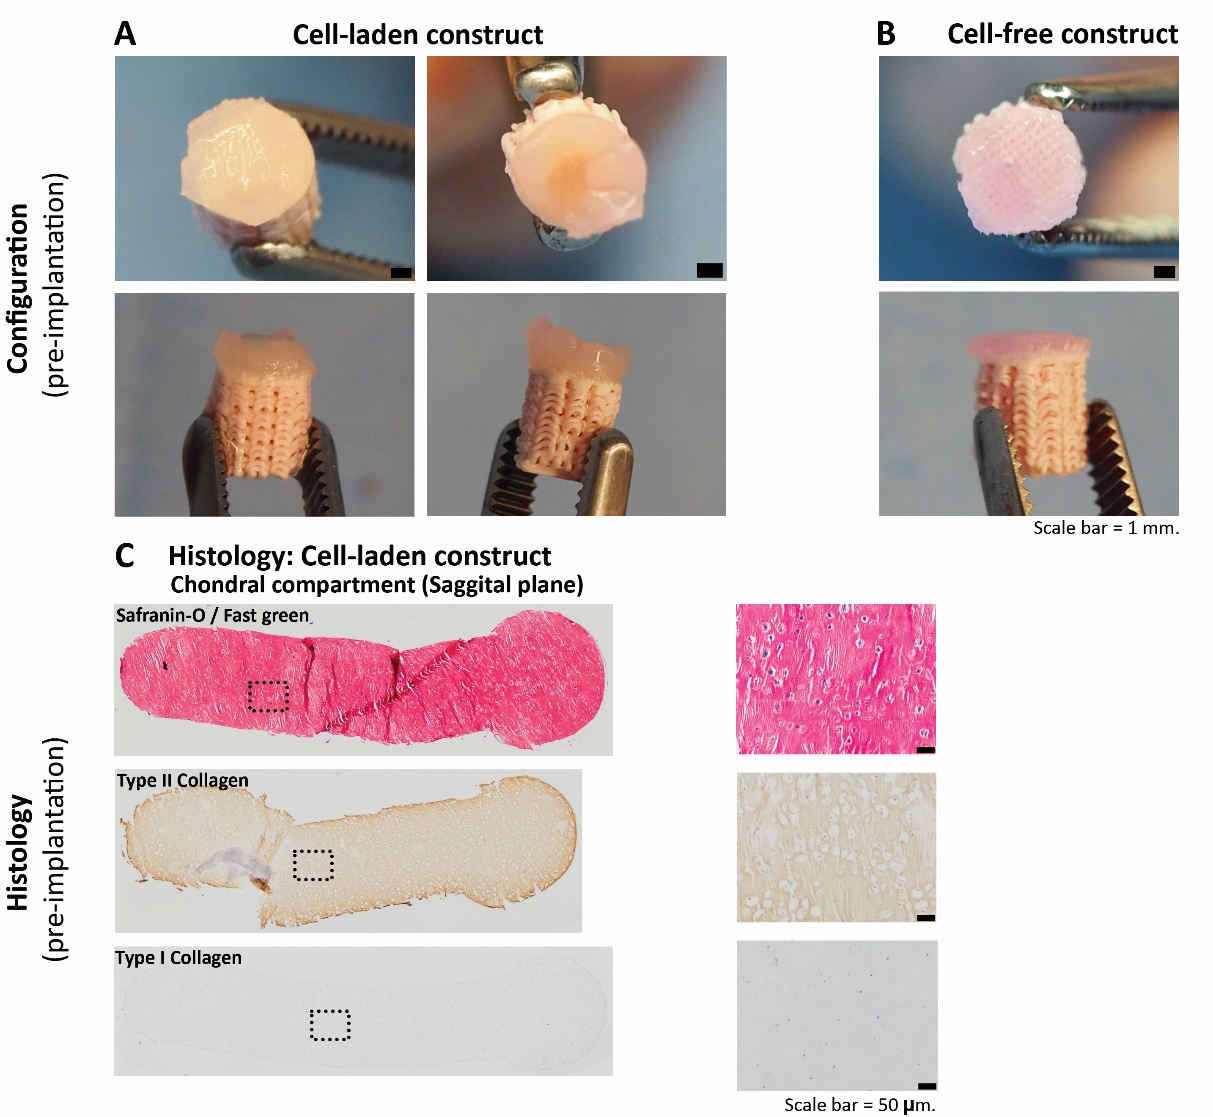 A
Cell-laden construct
B
Cell-free construct
Configuration
(pre-implantation)
Scale bar = 1 mm.
C
Histology: Cell-laden construct
Chondral compartment (Saggital plane)
Safranin-O / Fast green
Histology
(pre-implantation)
Type II Collagen
Type I Collagen
Scale bar = 50 μm.